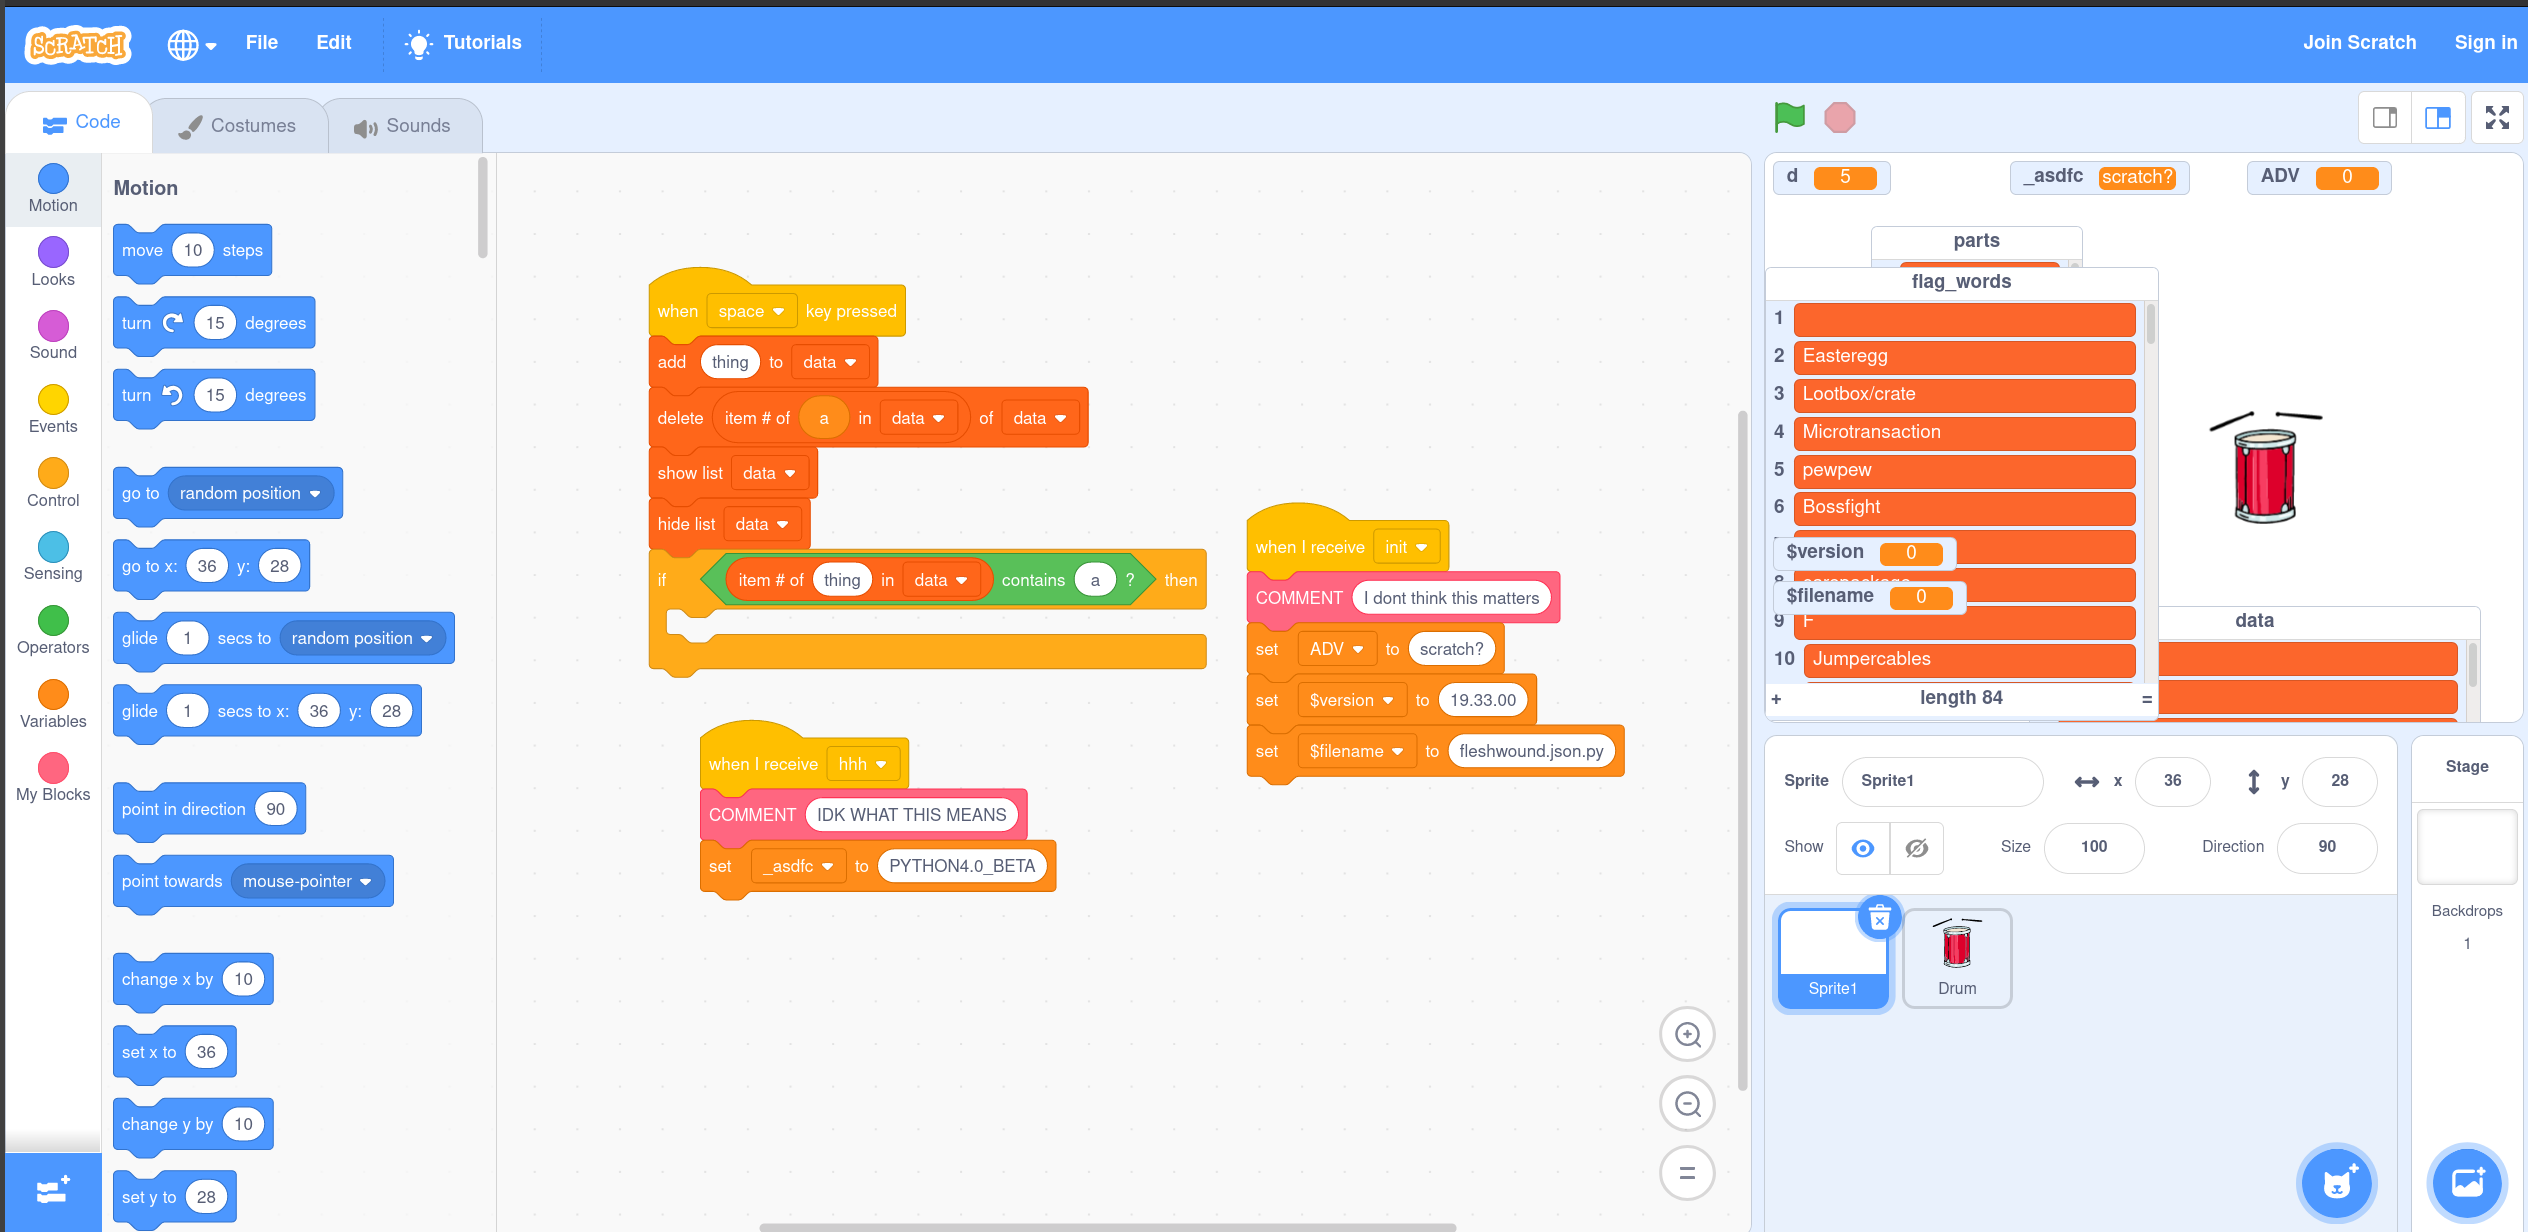 SCRATCH
File
Edit
Tutorials
Join Scratch
Sign in
Code
Costumes
Sounds
Motion
Looks
Sound
Events
Control
Sensing
Operators
Variables
My Blocks
Motion
move 10 steps
turn 15 degrees
turn 15 degrees
go to random position
go to x: 36 y: 28
glide 1 secs to random position
glide 1 secs to x: 36 y: 28
point in direction 90
point towards mouse-pointer
change x by 10
set x to 36
change y by 10
set y to 28
when space key pressed
add thing to data
delete item # of a in data of data
show list data
hide list data
if item # of thing in data contains a ? then
when I receive hhh
COMMENT IDK WHAT THIS MEANS
set _asdfc to PYTHON4.0_BETA
when I receive init
COMMENT I dont think this matters
set ADV to scratch?
set $version to 19.33.00
set $filename to fleshwound.json.py
d 5
_asdfc scratch?
ADV 0
parts
flag_words
1
2 Easteregg
3 Lootbox/crate
4 Microtransaction
5 pewpew
6 Bossfight
$version 0
8
$filename 0
9 F
10 Jumpercables
+ length 84 =
data
Sprite Sprite1 x 36 y 28
Show Size 100 Direction 90
Sprite1
Drum
Stage
Backdrops
1